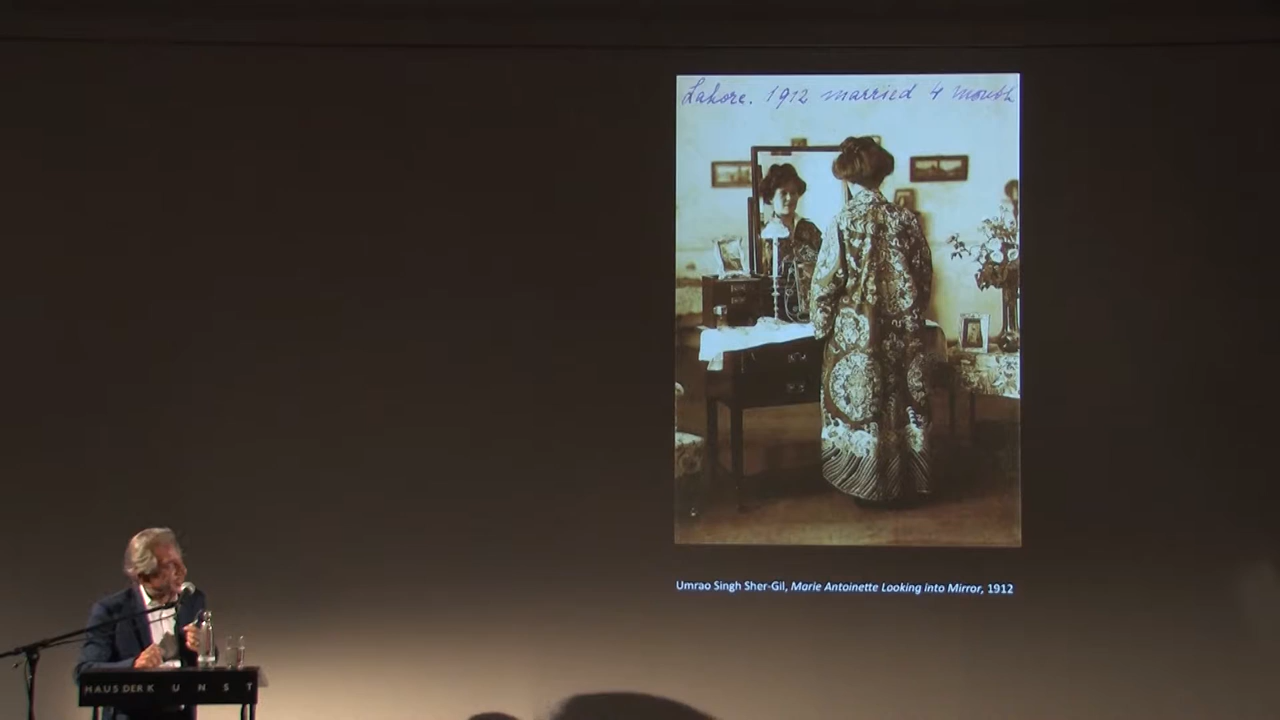 Lahore. 1912 married 4 month
Umrao Singh Sher-Gil, Marie Antoinette Looking into Mirror, 1912
HAUS DER K U N S T